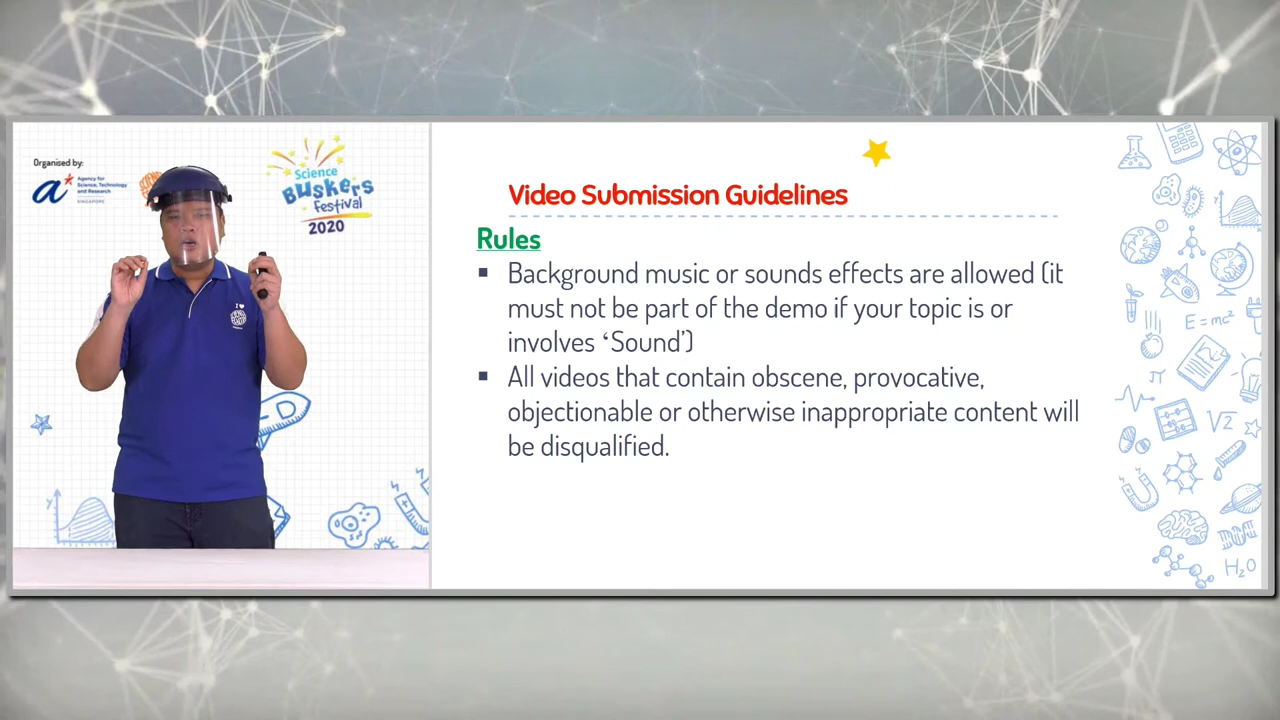 Organised by:
Agency for
Science, Technology
and Research
SINGAPORE
Science
Buskers
Festival
2020
Video Submission Guidelines
Rules
▪ Background music or sounds effects are allowed (it
must not be part of the demo if your topic is or
involves ‘Sound’)
▪ All videos that contain obscene, provocative,
objectionable or otherwise inappropriate content will
be disqualified.
E=mc²
π
√2
H₂O